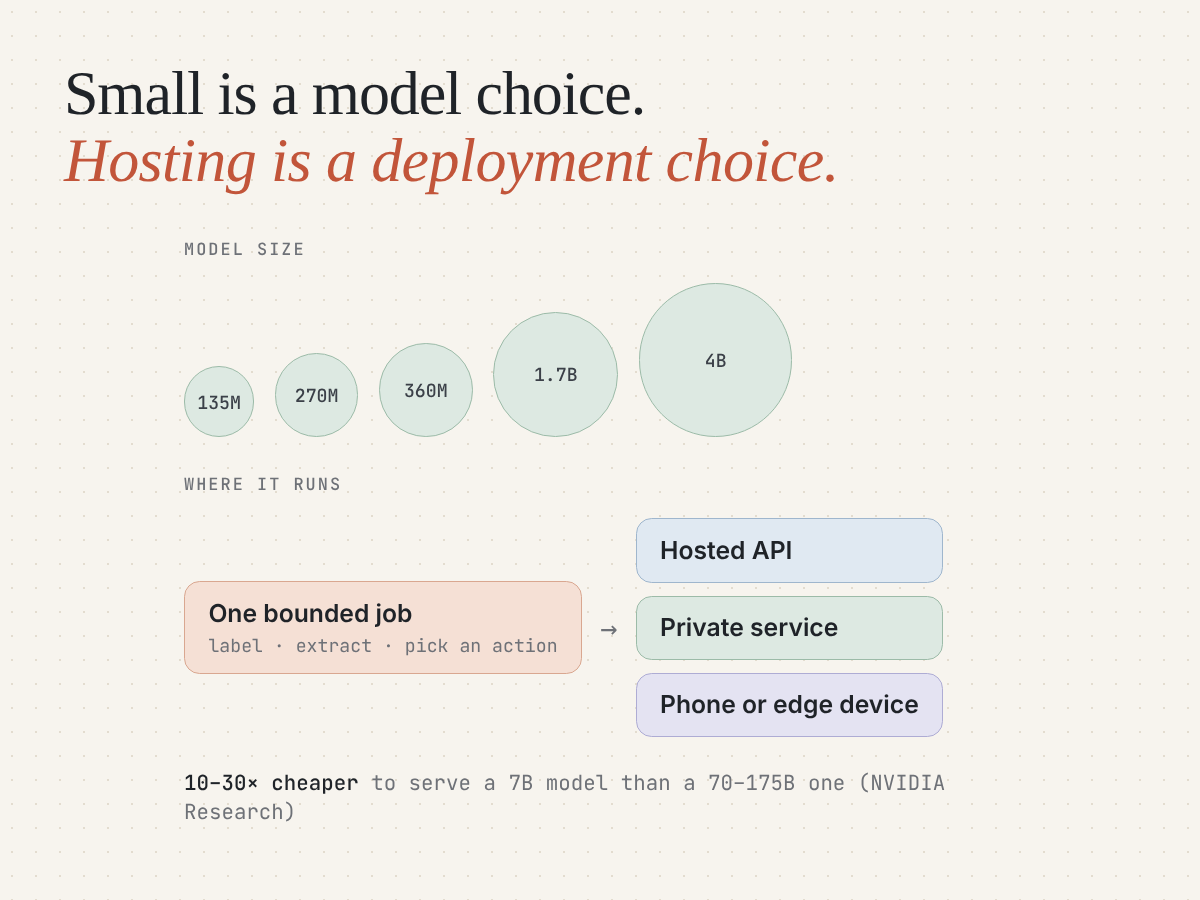 Small is a model choice.
Hosting is a deployment choice.
MODEL SIZE
135M
270M
360M
1.7B
4B
WHERE IT RUNS
One bounded job
label · extract · pick an action
→
Hosted API
Private service
Phone or edge device
10–30× cheaper to serve a 7B model than a 70–175B one (NVIDIA
Research)